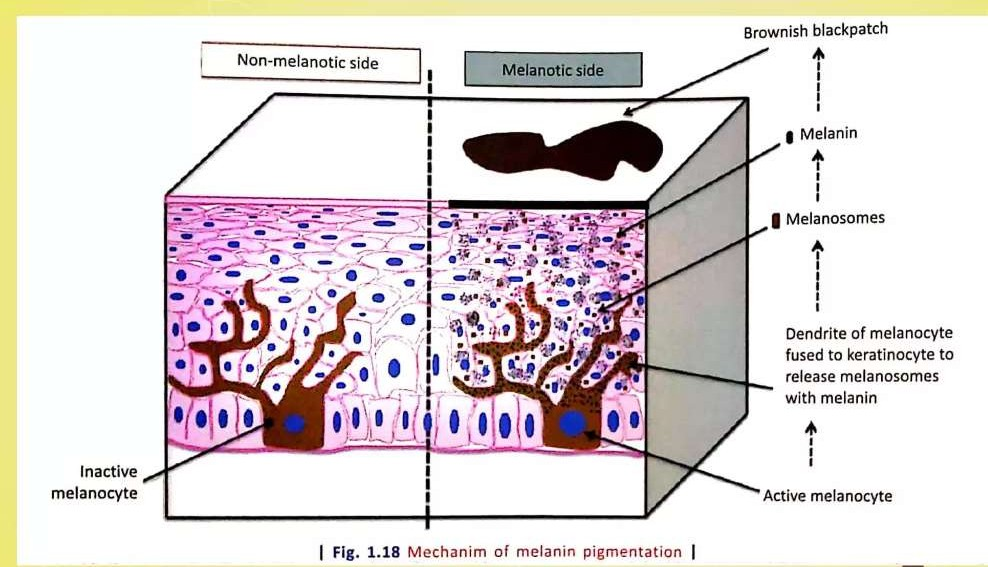 Brownish blackpatch
Non-melanotic side
Melanotic side
Melanin
Melanosomes
Dendrite of melanocyte
fused to keratinocyte to
release melanosomes
with melanin
Inactive
melanocyte
Active melanocyte
| Fig. 1.18 Mechanim of melanin pigmentation |